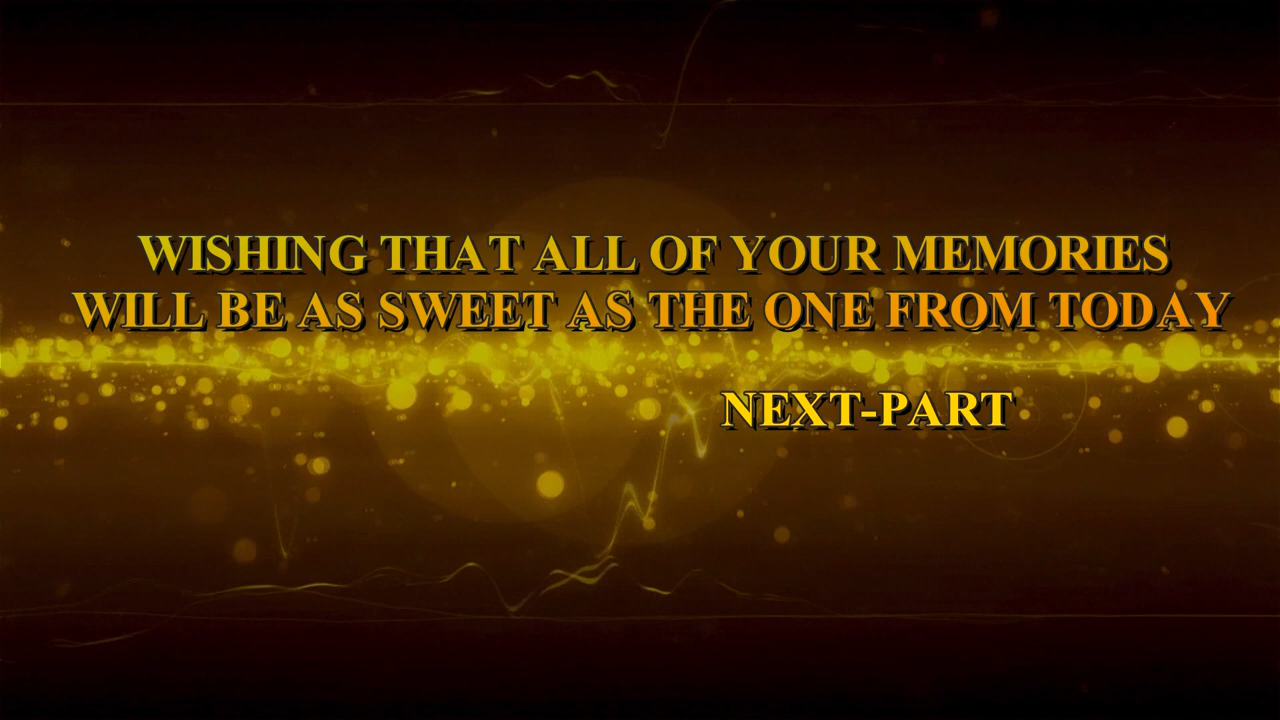 WISHING THAT ALL OF YOUR MEMORIES
WILL BE AS SWEET AS THE ONE FROM TODAY
NEXT-PART